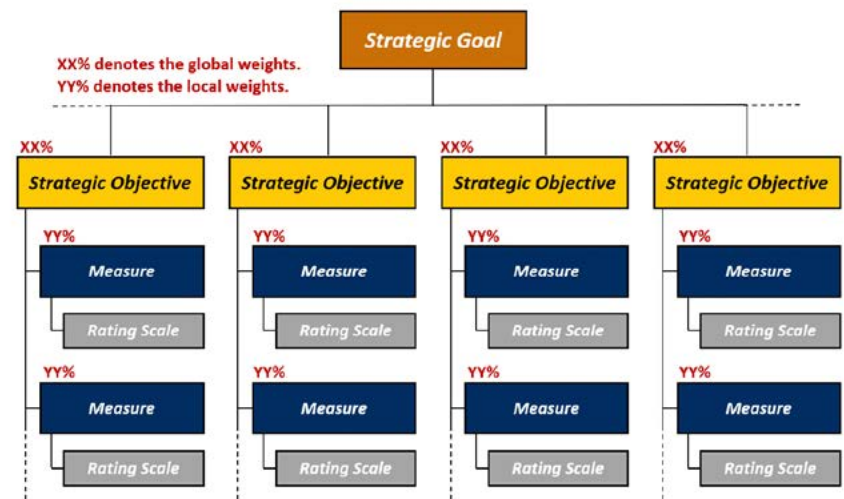 Strategic Goal
XX% denotes the global weights.
YY% denotes the local weights.
XX% XX% XX% XX%
Strategic Objective Strategic Objective Strategic Objective Strategic Objective
YY% YY% YY% YY%
Measure Measure Measure Measure
Rating Scale Rating Scale Rating Scale Rating Scale
YY% YY% YY% YY%
Measure Measure Measure Measure
Rating Scale Rating Scale Rating Scale Rating Scale